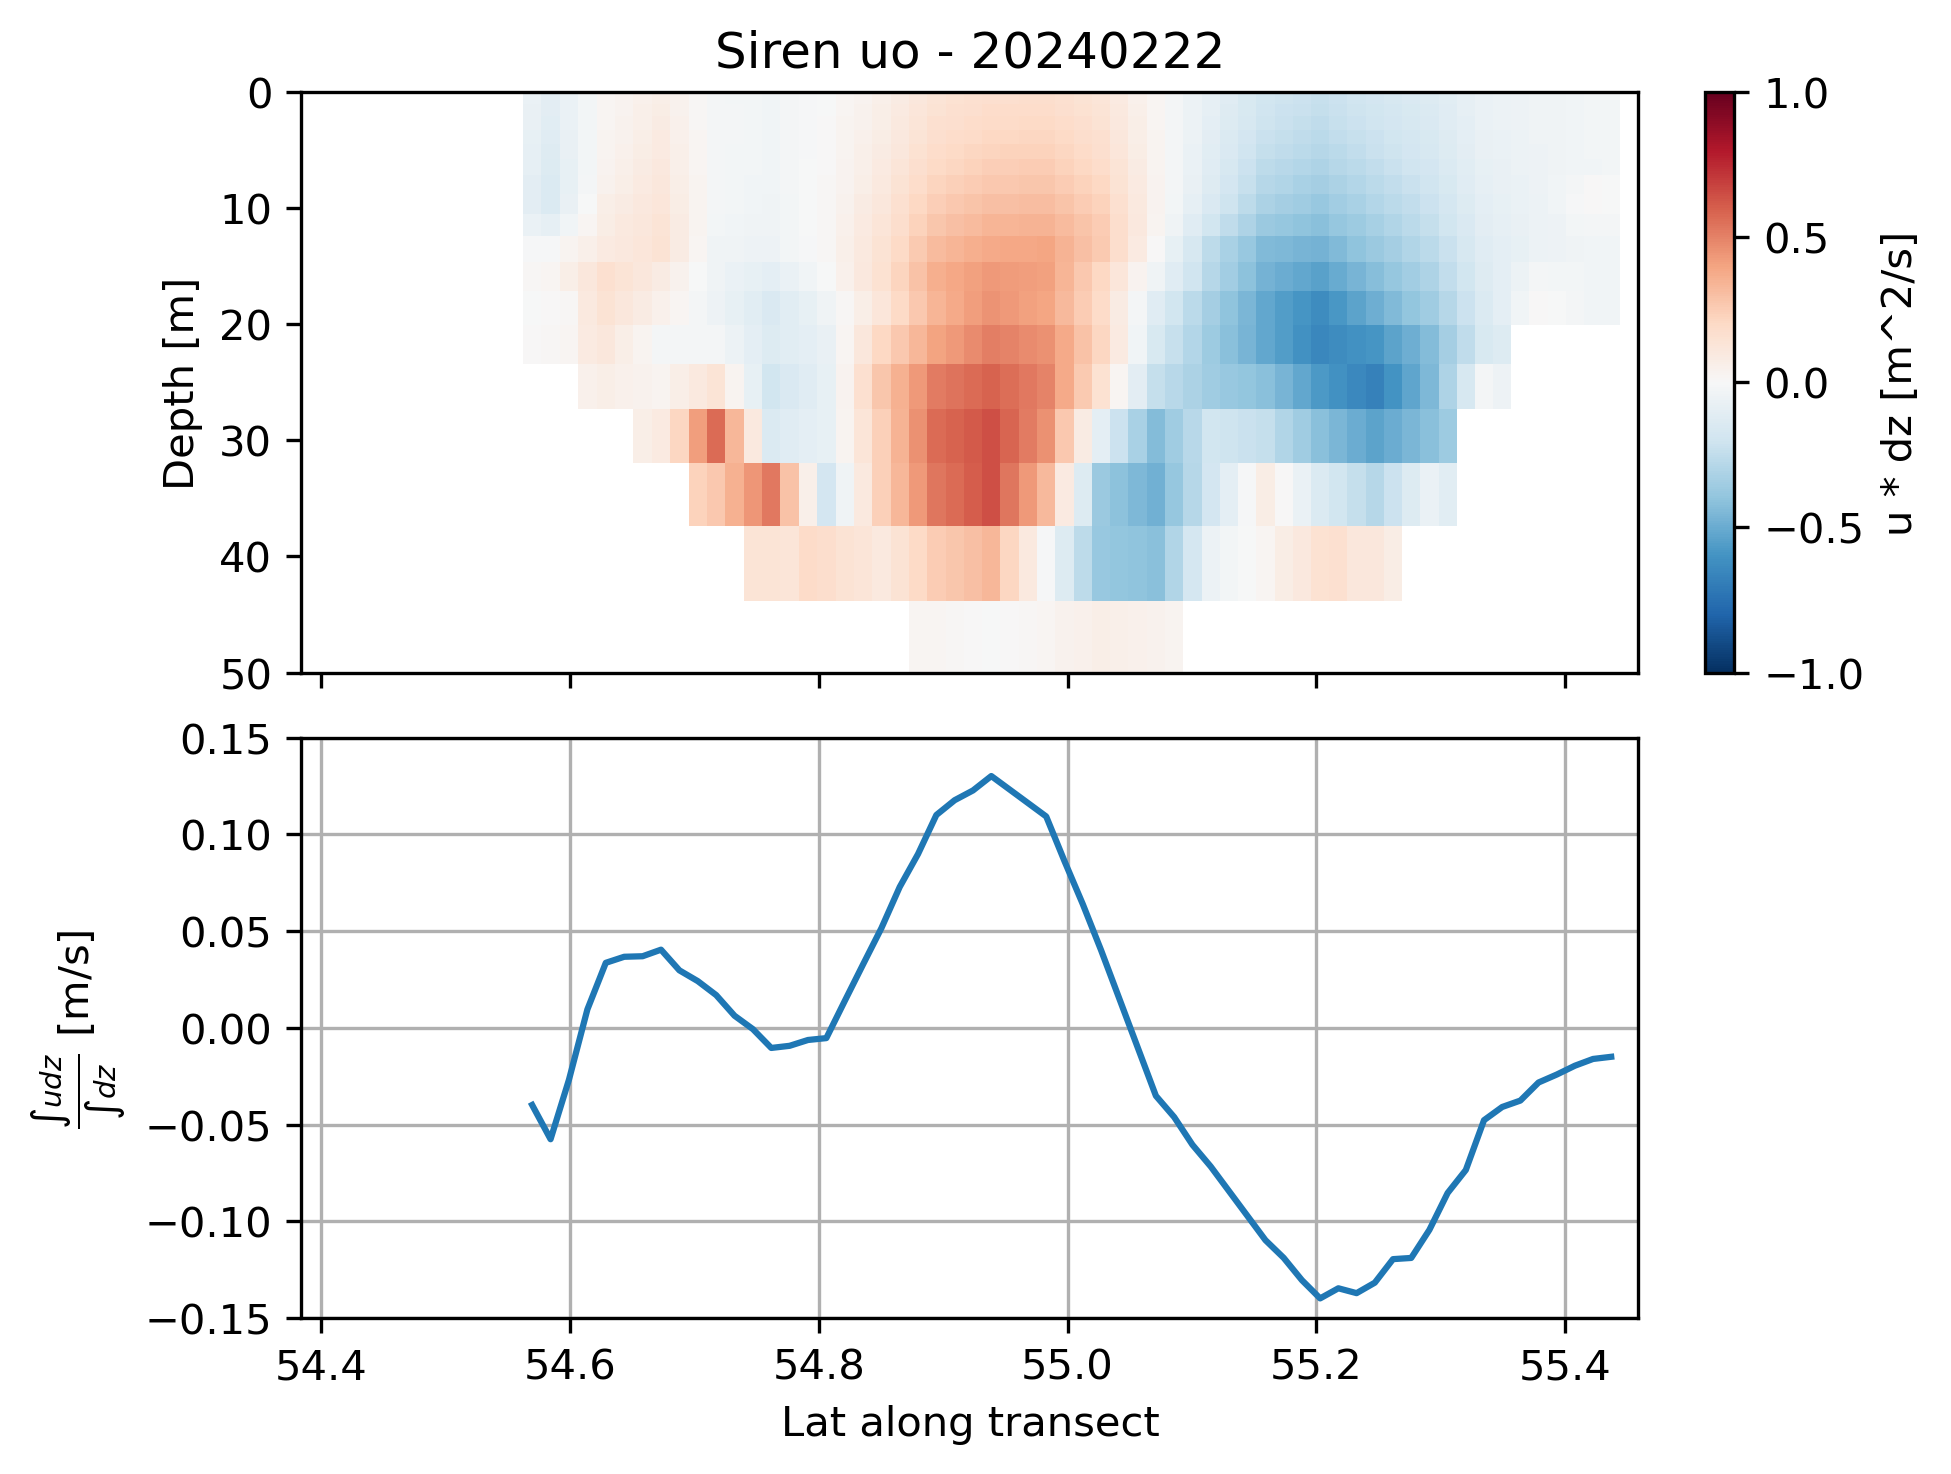 Siren uo - 20240222
0
10
20
30
40
50
Depth [m]
1.0
0.5
0.0
−0.5
−1.0
u * dz [m^2/s]
0.15
0.10
0.05
0.00
−0.05
−0.10
−0.15
∫udz
∫dz
[m/s]
54.4 54.6 54.8 55.0 55.2 55.4
Lat along transect